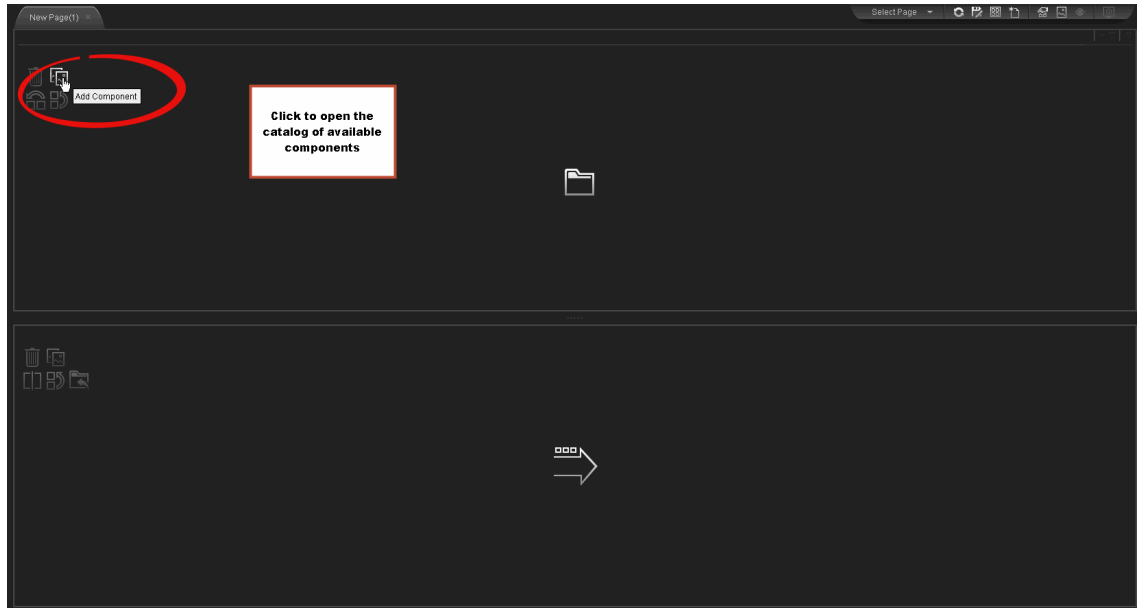 New Page(1)
Select Page
Add Component
Click to open the
catalog of available
components